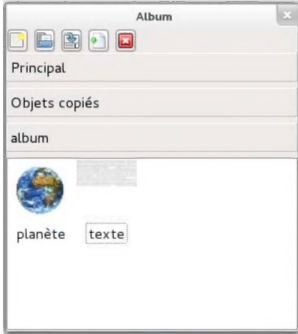 Album
Principal
Objets copiés
album
planète texte